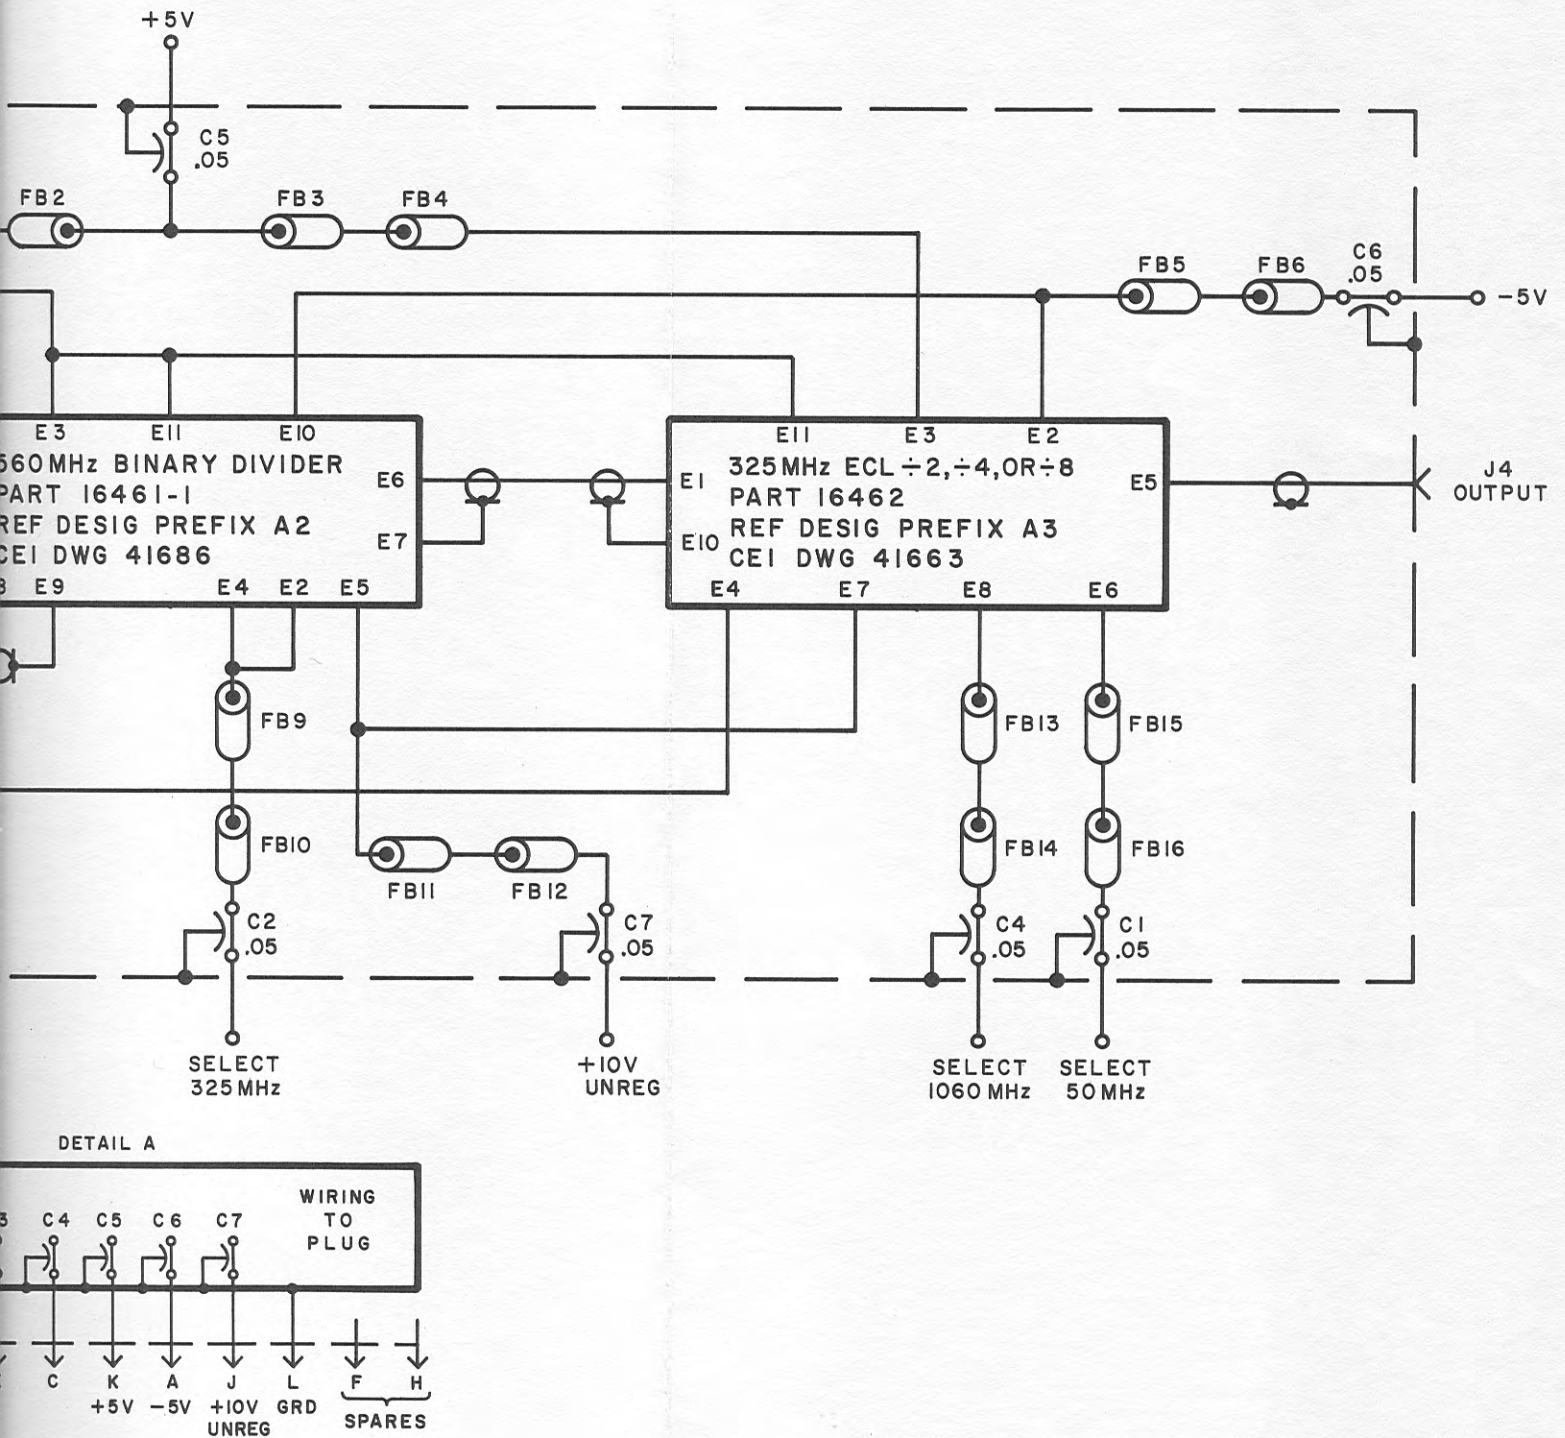 +5V
C5
.05
FB2
FB3
FB4
FB5
FB6
C6
.05
-5V
E3
E11
E10
560MHz BINARY DIVIDER
PART 16461-1
REF DESIG PREFIX A2
CEI DWG 41686
E6
E7
E9
E4
E2
E5
E11
E3
E2
E1
325MHz ECL ÷2,÷4,OR÷8
PART 16462
REF DESIG PREFIX A3
CEI DWG 41663
E10
E5
E4
E7
E8
E6
J4
OUTPUT
FB9
FB10
FB11
FB12
FB13
FB14
FB15
FB16
C2
.05
C7
.05
C4
.05
C1
.05
SELECT
325MHz
+10V
UNREG
SELECT
1060MHz
SELECT
50MHz
DETAIL A
3
C4
C5
C6
C7
WIRING
TO
PLUG
C
K
A
J
L
F
H
+5V
-5V
+10V
UNREG
GRD
SPARES